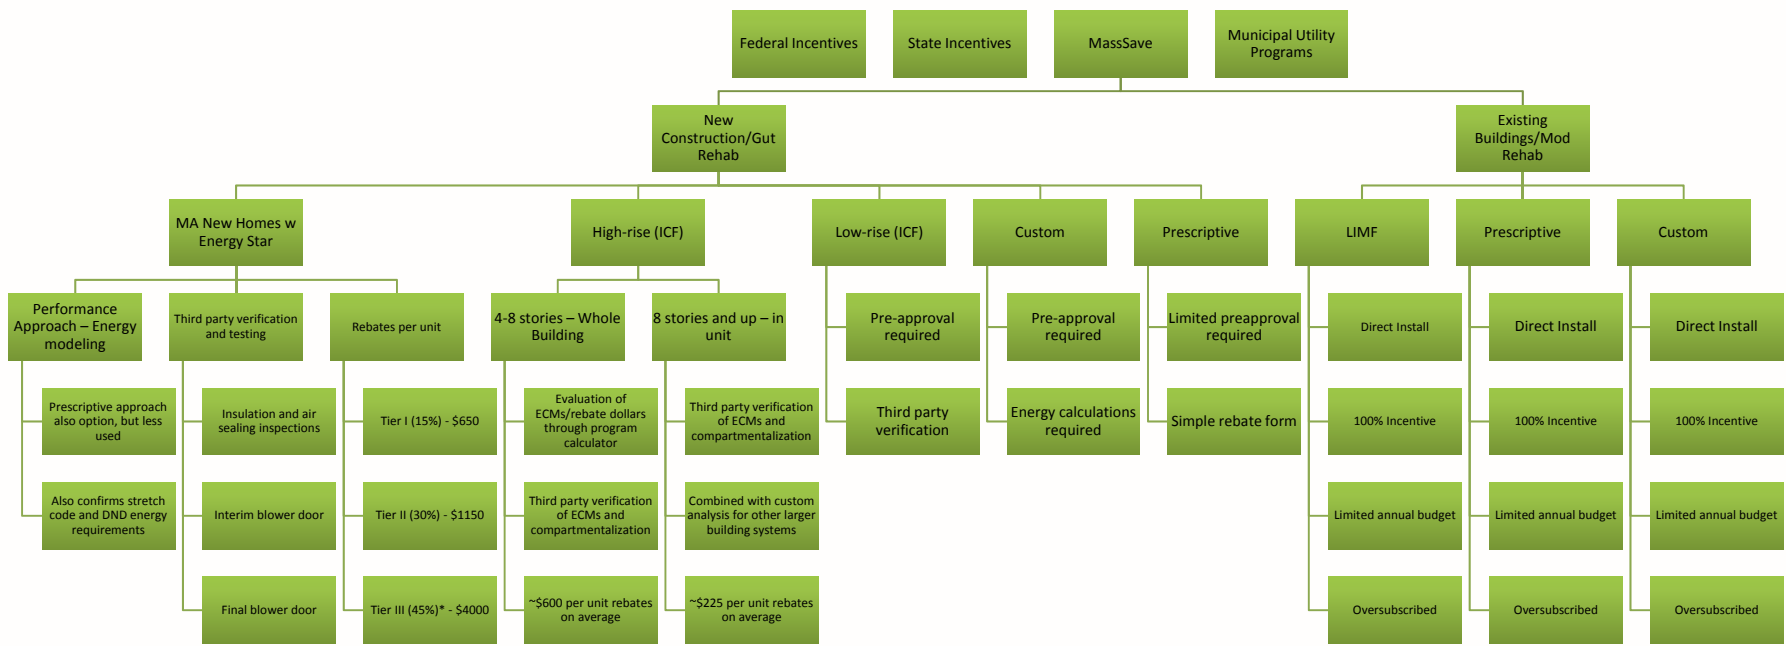 Federal Incentives
State Incentives
MassSave
Municipal Utility
Programs
New
Construction/Gut
Rehab
Existing
Buildings/Mod
Rehab
MA New Homes w
Energy Star
High-rise (ICF)
Low-rise (ICF)
Custom
Prescriptive
LIMF
Prescriptive
Custom
Performance
Approach – Energy
modeling
Third party verification
and testing
Rebates per unit
4-8 stories – Whole
Building
8 stories and up – in
unit
Pre-approval
required
Pre-approval
required
Limited preapproval
required
Direct Install
Direct Install
Direct Install
Prescriptive approach
also option, but less
used
Insulation and air
sealing inspections
Tier I (15%) - $650
Evaluation of
ECMs/rebate dollars
through program
calculator
Third party verification
of ECMs and
compartmentalization
Third party
verification
Energy calculations
required
Simple rebate form
100% Incentive
100% Incentive
100% Incentive
Also confirms stretch
code and DND energy
requirements
Interim blower door
Tier II (30%) - $1150
Third party verification
of ECMs and
compartmentalization
Combined with custom
analysis for other larger
building systems
Limited annual budget
Limited annual budget
Limited annual budget
Final blower door
Tier III (45%)* - $4000
~$600 per unit rebates
on average
~$225 per unit rebates
on average
Oversubscribed
Oversubscribed
Oversubscribed